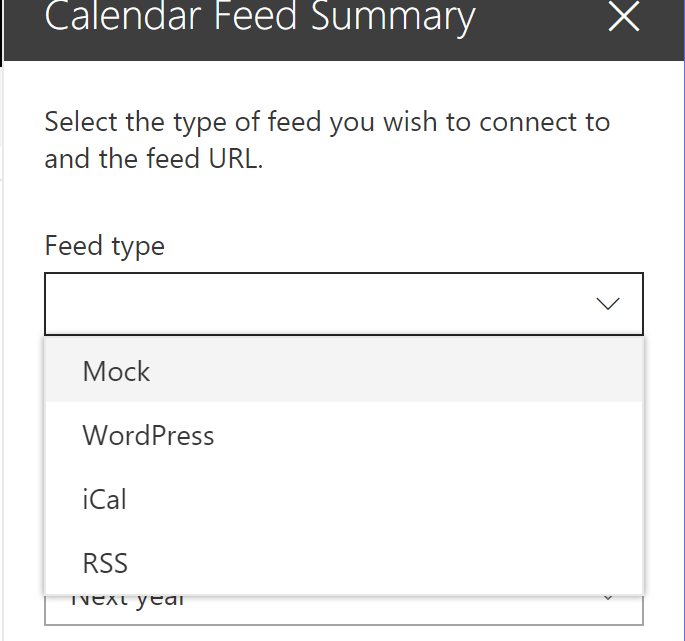 Calendar Feed Summary
Select the type of feed you wish to connect to
and the feed URL.
Feed type
Mock
WordPress
iCal
RSS
Next year